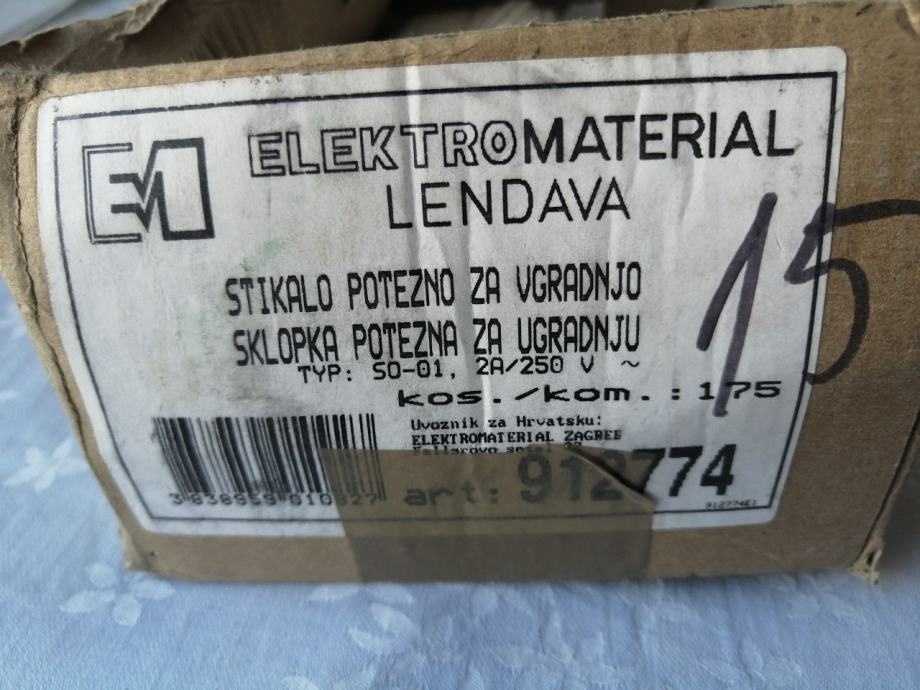 EM ELEKTROMATERIAL
LENDAVA
STIKALO POTEZNO ZA VGRADNJO
SKLOPKA POTEZNA ZA UGRADNJU
TYP: SO-01, 2A/250 V ~
kos./kom.: 175
15
Uvoznik za Hrvatsku:
ELEKTROMATERIAL ZAGREB
art: 912774
912774E1